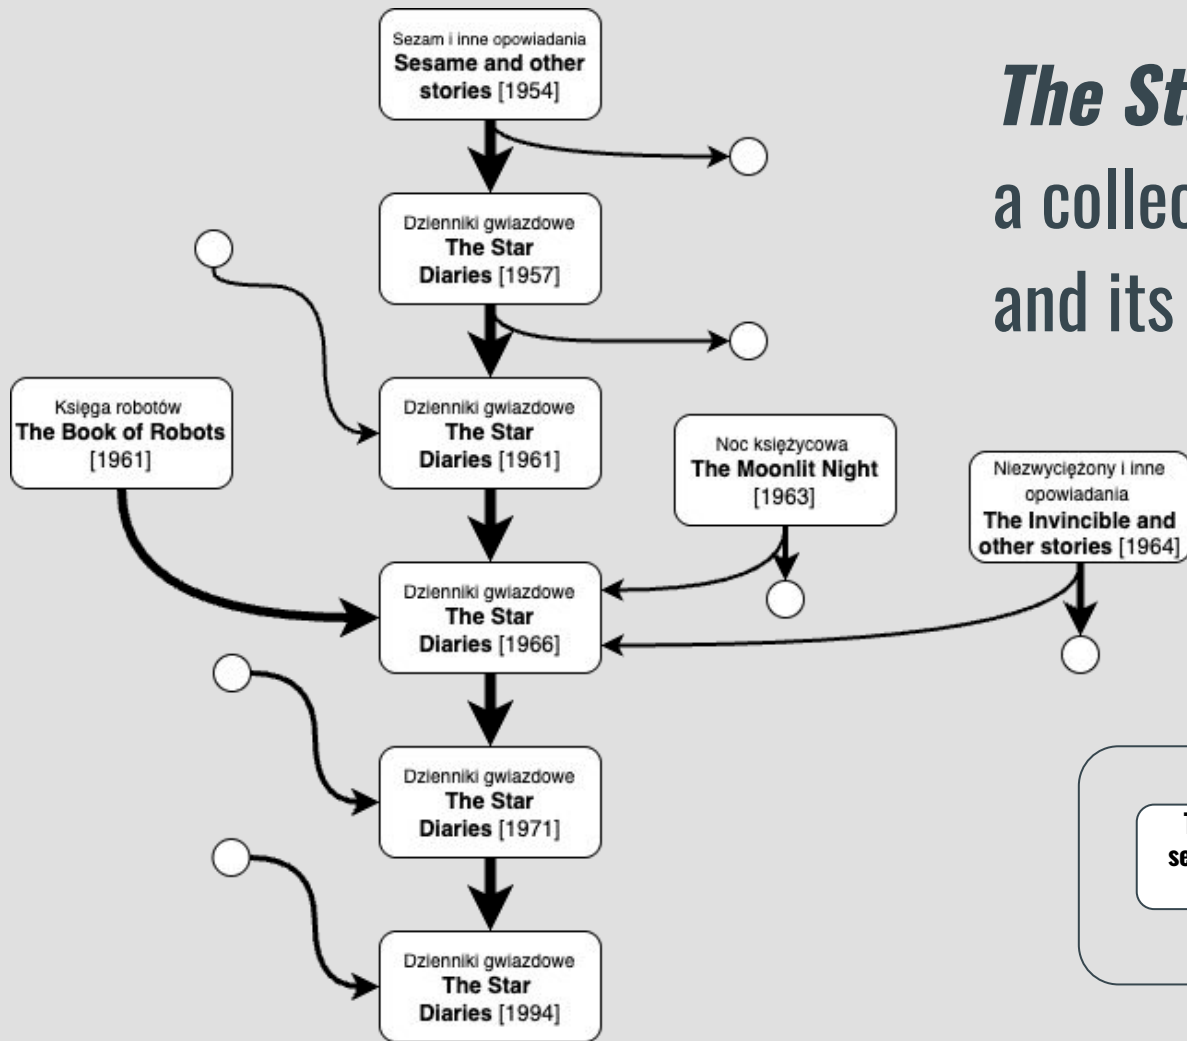 Sezam i inne opowiadania
Sesame and other
stories [1954]
The St
a collec
and its
Dzienniki gwiazdowe
The Star
Diaries [1957]
Księga robotów
The Book of Robots
[1961]
Dzienniki gwiazdowe
The Star
Diaries [1961]
Noc księżycowa
The Moonlit Night
[1963]
Niezwyciężony i inne
opowiadania
The Invincible and
other stories [1964]
Dzienniki gwiazdowe
The Star
Diaries [1966]
Dzienniki gwiazdowe
The Star
Diaries [1971]
T
se
Dzienniki gwiazdowe
The Star
Diaries [1994]